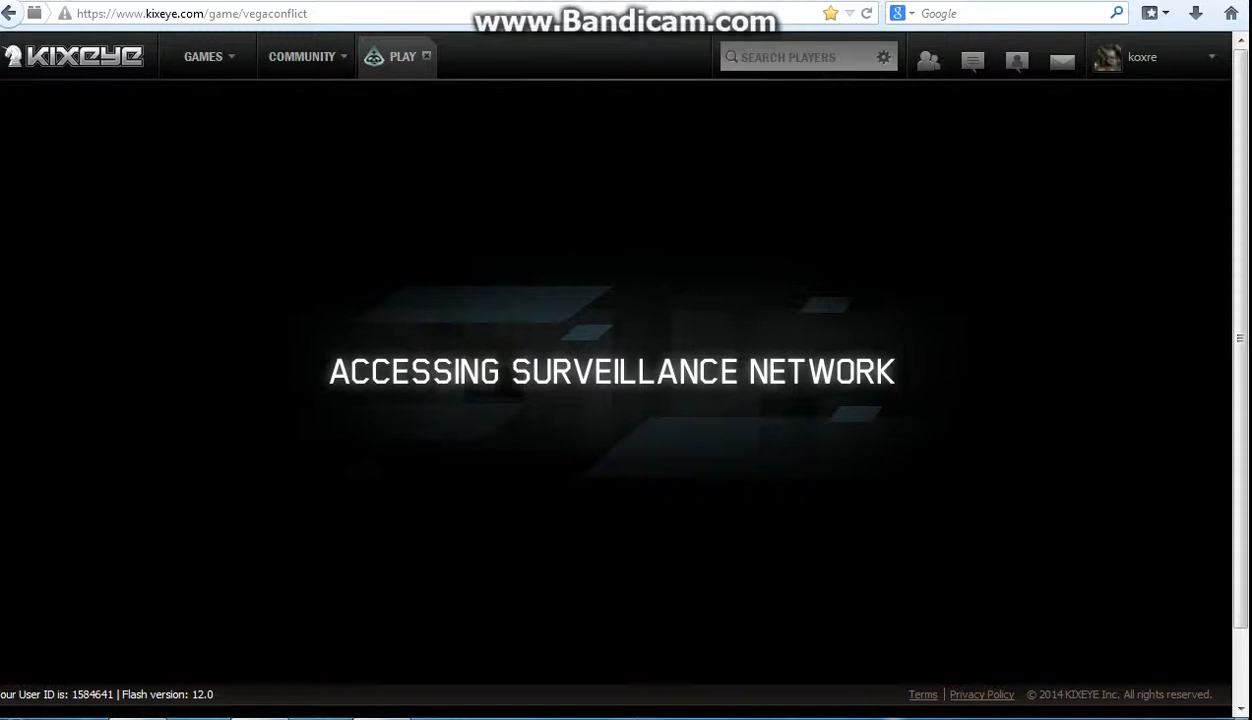 https://www.kixeye.com/game/vegaconflict
www.Bandicam.com
Google
KIXEYE
GAMES
COMMUNITY
PLAY
SEARCH PLAYERS
koxre
ACCESSING SURVEILLANCE NETWORK
our User ID is: 1584641 | Flash version: 12.0
Terms | Privacy Policy © 2014 KIXEYE Inc. All rights reserved.